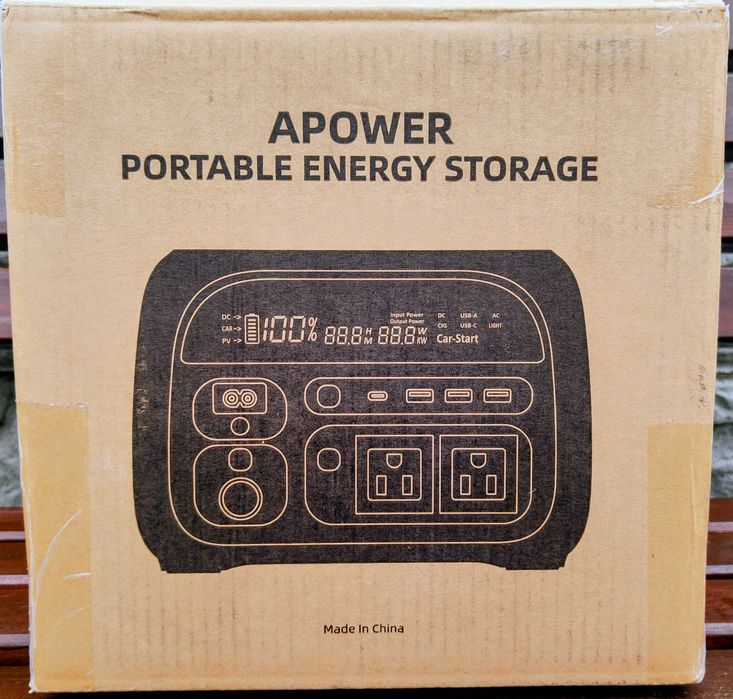 APOWER
PORTABLE ENERGY STORAGE
DC
CAR
PV
100%
88.8 H M
88.8 W KW
Input Power
Output Power
DC USB-A AC
CIG USB-C LIGHT
Car-Start
Made In China